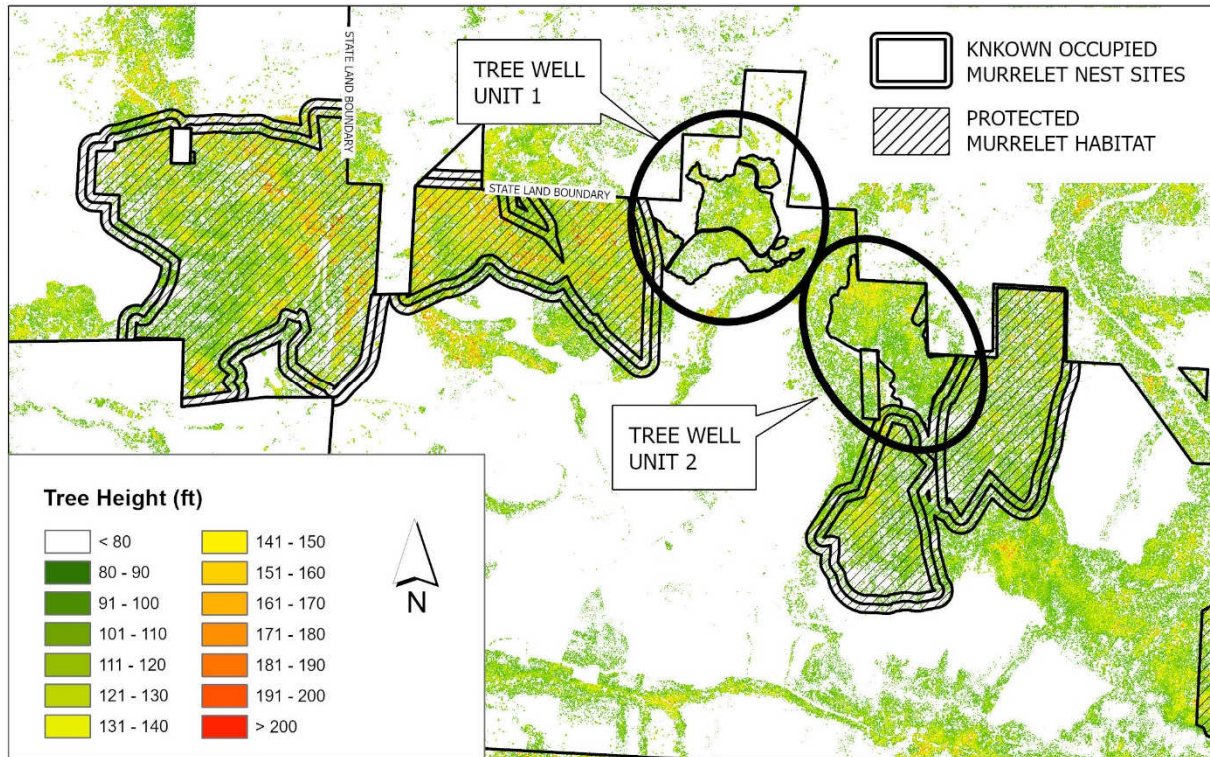 STATE LAND BOUNDARY
TREE WELL
UNIT 1
KNKOWN OCCUPIED
MURRELET NEST SITES
PROTECTED
MURRELET HABITAT
STATE LAND BOUNDARY
TREE WELL
UNIT 2
Tree Height (ft)
< 80
80 - 90
91 - 100
101 - 110
111 - 120
121 - 130
131 - 140
141 - 150
151 - 160
161 - 170
171 - 180
181 - 190
191 - 200
> 200
N